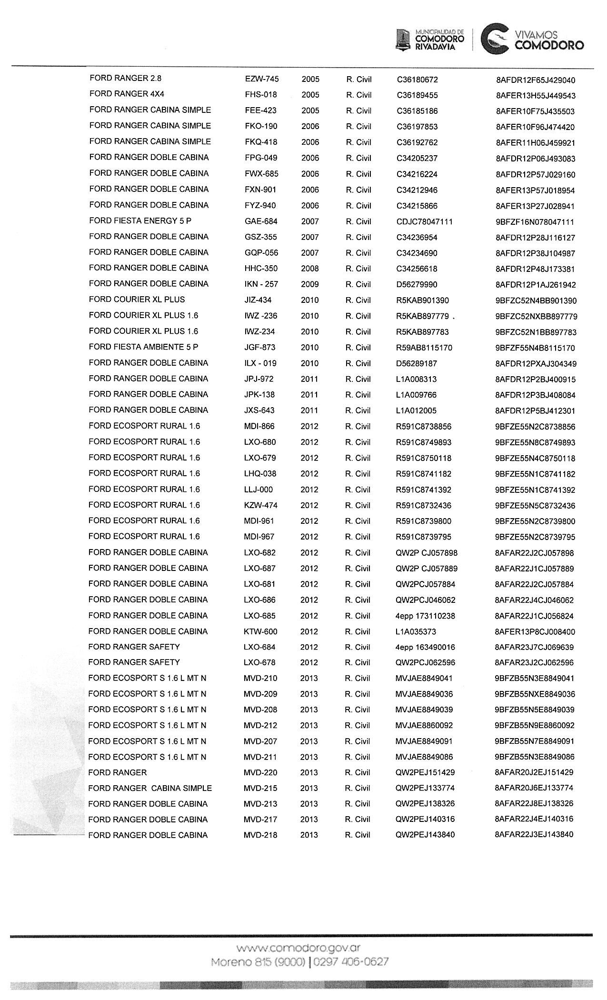 MUNICIPALIDAD DE
COMODORO
RIVADAVIA
VIVAMOS
COMODORO
FORD RANGER 2.8 EZW-745 2005 R. Civil C36180672 8AFDR12F65J429040
FORD RANGER 4X4 FHS-018 2005 R. Civil C36189455 8AFER13H55J449543
FORD RANGER CABINA SIMPLE FEE-423 2005 R. Civil C36185186 8AFER10F75J435503
FORD RANGER CABINA SIMPLE FKO-190 2006 R. Civil C36197853 8AFER10F96J474420
FORD RANGER CABINA SIMPLE FKQ-418 2006 R. Civil C36192762 8AFER11H06J459921
FORD RANGER DOBLE CABINA FPG-049 2006 R. Civil C34205237 8AFDR12P06J493083
FORD RANGER DOBLE CABINA FWX-685 2006 R. Civil C34216224 8AFDR12P57J029160
FORD RANGER DOBLE CABINA FXN-901 2006 R. Civil C34212946 8AFER13P57J018954
FORD RANGER DOBLE CABINA FYZ-940 2006 R. Civil C34215866 8AFER13P27J028941
FORD FIESTA ENERGY 5 P GAE-684 2007 R. Civil CDJC78047111 9BFZF16N078047111
FORD RANGER DOBLE CABINA GSZ-355 2007 R. Civil C34236954 8AFDR12P28J116127
FORD RANGER DOBLE CABINA GQP-056 2007 R. Civil C34234690 8AFDR12P38J104987
FORD RANGER DOBLE CABINA HHC-350 2008 R. Civil C34256618 8AFDR12P48J173381
FORD RANGER DOBLE CABINA IKN - 257 2009 R. Civil D56279990 8AFDR12P1AJ261942
FORD COURIER XL PLUS JIZ-434 2010 R. Civil R5KAB901390 9BFZC52N4BB901390
FORD COURIER XL PLUS 1.6 IWZ -236 2010 R. Civil R5KAB897779 . 9BFZC52NXBB897779
FORD COURIER XL PLUS 1.6 IWZ-234 2010 R. Civil R5KAB897783 9BFZC52N1BB897783
FORD FIESTA AMBIENTE 5 P JGF-873 2010 R. Civil R59AB8115170 9BFZF55N4B8115170
FORD RANGER DOBLE CABINA ILX - 019 2010 R. Civil D56289187 8AFDR12PXAJ304349
FORD RANGER DOBLE CABINA JPJ-972 2011 R. Civil L1A008313 8AFDR12P2BJ400915
FORD RANGER DOBLE CABINA JPK-138 2011 R. Civil L1A009766 8AFDR12P3BJ408084
FORD RANGER DOBLE CABINA JXS-643 2011 R. Civil L1A012005 8AFDR12P5BJ412301
FORD ECOSPORT RURAL 1.6 MDI-866 2012 R. Civil R591C8738856 9BFZE55N2C8738856
FORD ECOSPORT RURAL 1.6 LXO-680 2012 R. Civil R591C8749893 9BFZE55N8C8749893
FORD ECOSPORT RURAL 1.6 LXO-679 2012 R. Civil R591C8750118 9BFZE55N4C8750118
FORD ECOSPORT RURAL 1.6 LHQ-038 2012 R. Civil R591C8741182 9BFZE55N1C8741182
FORD ECOSPORT RURAL 1.6 LLJ-000 2012 R. Civil R591C8741392 9BFZE55N1C8741392
FORD ECOSPORT RURAL 1.6 KZW-474 2012 R. Civil R591C8732436 9BFZE55N5C8732436
FORD ECOSPORT RURAL 1.6 MDI-961 2012 R. Civil R591C8739800 9BFZE55N2C8739800
FORD ECOSPORT RURAL 1.6 MDI-967 2012 R. Civil R591C8739795 9BFZE55N2C8739795
FORD RANGER DOBLE CABINA LXO-682 2012 R. Civil QW2P CJ057898 8AFAR22J2CJ057898
FORD RANGER DOBLE CABINA LXO-687 2012 R. Civil QW2P CJ057889 8AFAR22J1CJ057889
FORD RANGER DOBLE CABINA LXO-681 2012 R. Civil QW2PCJ057884 8AFAR22J2CJ057884
FORD RANGER DOBLE CABINA LXO-686 2012 R. Civil QW2PCJ046062 8AFAR22J4CJ046062
FORD RANGER DOBLE CABINA LXO-685 2012 R. Civil 4epp 173110238 8AFAR22J1CJ056824
FORD RANGER DOBLE CABINA KTW-600 2012 R. Civil L1A035373 8AFER13P8CJ008400
FORD RANGER SAFETY LXO-684 2012 R. Civil 4epp 163490016 8AFAR23J7CJ069639
FORD RANGER SAFETY LXO-678 2012 R. Civil QW2PCJ062596 8AFAR23J2CJ062596
FORD ECOSPORT S 1.6 L MT N MVD-210 2013 R. Civil MVJAE8849041 9BFZB55N3E8849041
FORD ECOSPORT S 1.6 L MT N MVD-209 2013 R. Civil MVJAE8849036 9BFZB55NXE8849036
FORD ECOSPORT S 1.6 L MT N MVD-208 2013 R. Civil MVJAE8849039 9BFZB55N5E8849039
FORD ECOSPORT S 1.6 L MT N MVD-212 2013 R. Civil MVJAE8860092 9BFZB55N9E8860092
FORD ECOSPORT S 1.6 L MT N MVD-207 2013 R. Civil MVJAE8849091 9BFZB55N7E8849091
FORD ECOSPORT S 1.6 L MT N MVD-211 2013 R. Civil MVJAE8849086 9BFZB55N3E8849086
FORD RANGER MVD-220 2013 R. Civil QW2PEJ151429 8AFAR20J2EJ151429
FORD RANGER CABINA SIMPLE MVD-215 2013 R. Civil QW2PEJ133774 8AFAR20J6EJ133774
FORD RANGER DOBLE CABINA MVD-213 2013 R. Civil QW2PEJ138326 8AFAR22J8EJ138326
FORD RANGER DOBLE CABINA MVD-217 2013 R. Civil QW2PEJ140316 8AFAR22J4EJ140316
FORD RANGER DOBLE CABINA MVD-218 2013 R. Civil QW2PEJ143840 8AFAR22J3EJ143840
www.comodoro.gov.ar
Moreno 815 (9000) | 0297 406-0627